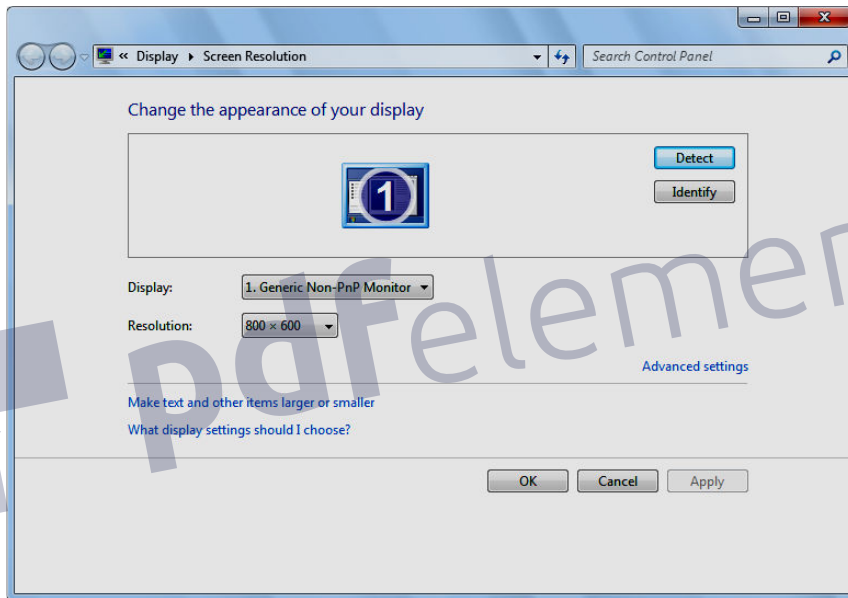 « Display ▸ Screen Resolution
Search Control Panel
Change the appearance of your display
1
Detect
Identify
Display:
1. Generic Non-PnP Monitor
Resolution:
800 × 600
Advanced settings
Make text and other items larger or smaller
What display settings should I choose?
OK
Cancel
Apply
pdfelemen